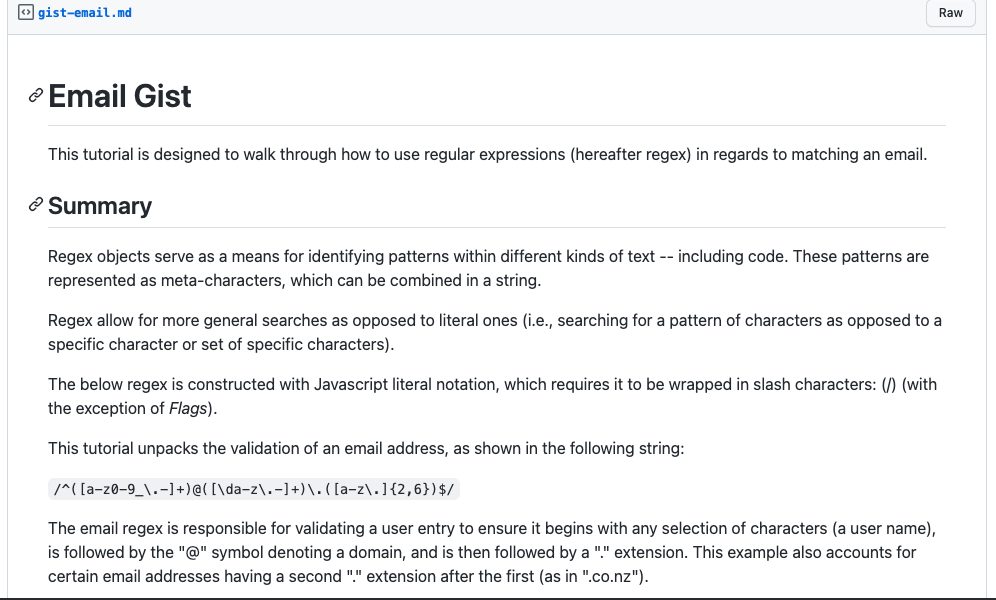 gist-email.md
Raw
Email Gist
This tutorial is designed to walk through how to use regular expressions (hereafter regex) in regards to matching an email.
Summary
Regex objects serve as a means for identifying patterns within different kinds of text -- including code. These patterns are
represented as meta-characters, which can be combined in a string.
Regex allow for more general searches as opposed to literal ones (i.e., searching for a pattern of characters as opposed to a
specific character or set of specific characters).
The below regex is constructed with Javascript literal notation, which requires it to be wrapped in slash characters: (/) (with
the exception of Flags).
This tutorial unpacks the validation of an email address, as shown in the following string:
/^([a-z0-9_\.-]+)@([\da-z\.-]+)\.([a-z\.]{2,6})$/
The email regex is responsible for validating a user entry to ensure it begins with any selection of characters (a user name),
is followed by the "@" symbol denoting a domain, and is then followed by a "." extension. This example also accounts for
certain email addresses having a second "." extension after the first (as in ".co.nz").